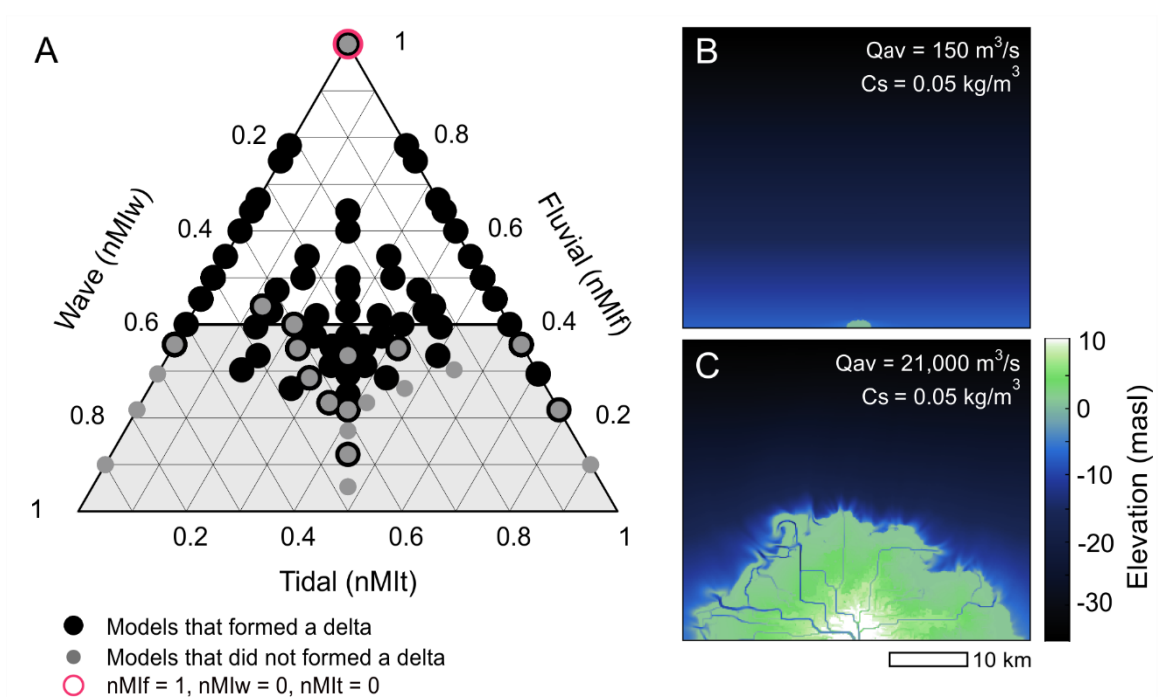 A
1
0.2
0.8
Wave (nMIw)
Fluvial (nMIf)
0.4
0.6
0.6
0.4
0.8
0.2
1
0.2
0.4
0.6
0.8
1
Tidal (nMIt)
Models that formed a delta
Models that did not formed a delta
nMIf = 1, nMIw = 0, nMIt = 0
B
Qav = 150 m³/s
Cs = 0.05 kg/m³
C
Qav = 21,000 m³/s
Cs = 0.05 kg/m³
10 km
10
0
-10
-20
-30
Elevation (masl)